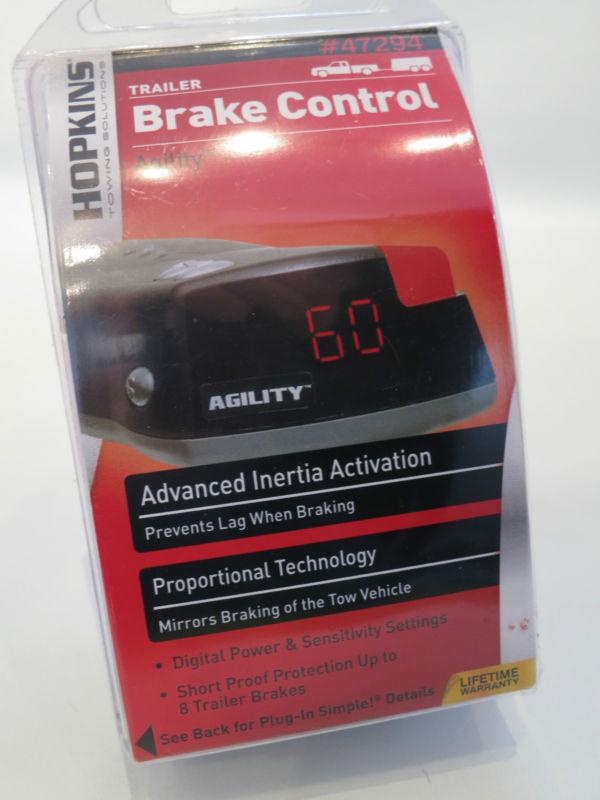 #47294
HOPKINS
TOWING SOLUTIONS
TRAILER
Brake Control
Agility™
60
AGILITY™
Advanced Inertia Activation
Prevents Lag When Braking
Proportional Technology
Mirrors Braking of the Tow Vehicle
• Digital Power & Sensitivity Settings
• Short Proof Protection Up to
8 Trailer Brakes
See Back for Plug-In Simple!® Details
LIFETIME
WARRANTY